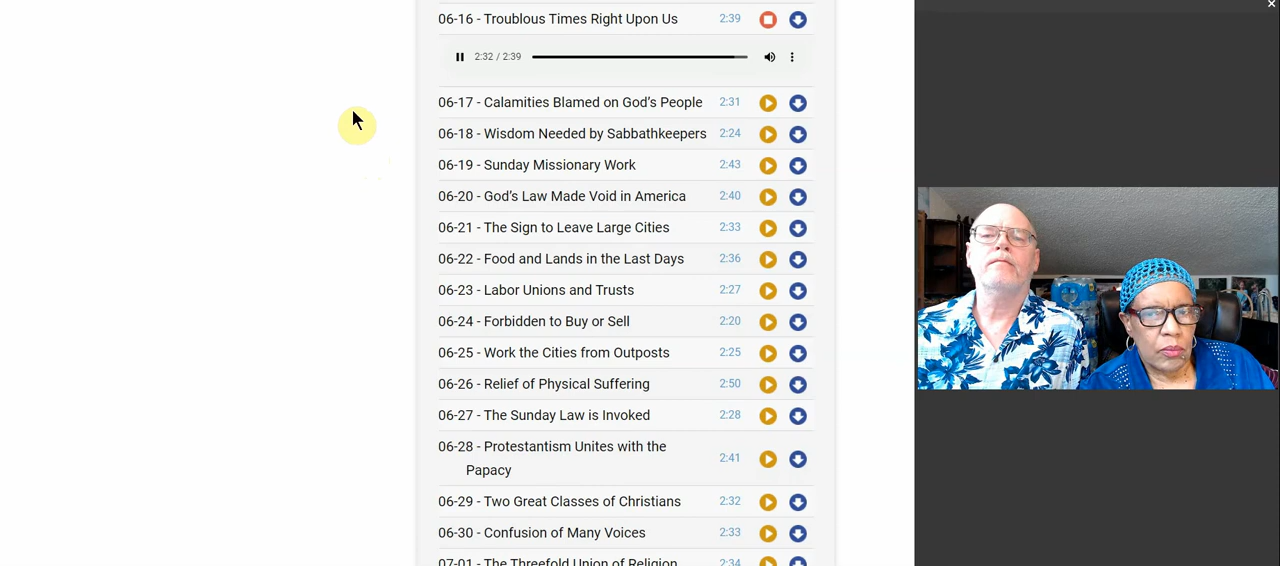 06-16 - Troublous Times Right Upon Us 2:39
2:32 / 2:39
06-17 - Calamities Blamed on God’s People 2:31
06-18 - Wisdom Needed by Sabbathkeepers 2:24
06-19 - Sunday Missionary Work 2:43
06-20 - God’s Law Made Void in America 2:40
06-21 - The Sign to Leave Large Cities 2:33
06-22 - Food and Lands in the Last Days 2:36
06-23 - Labor Unions and Trusts 2:27
06-24 - Forbidden to Buy or Sell 2:20
06-25 - Work the Cities from Outposts 2:25
06-26 - Relief of Physical Suffering 2:50
06-27 - The Sunday Law is Invoked 2:28
06-28 - Protestantism Unites with the
Papacy 2:41
06-29 - Two Great Classes of Christians 2:32
06-30 - Confusion of Many Voices 2:33
07-01 - The Threefold Union of Religion 2:34